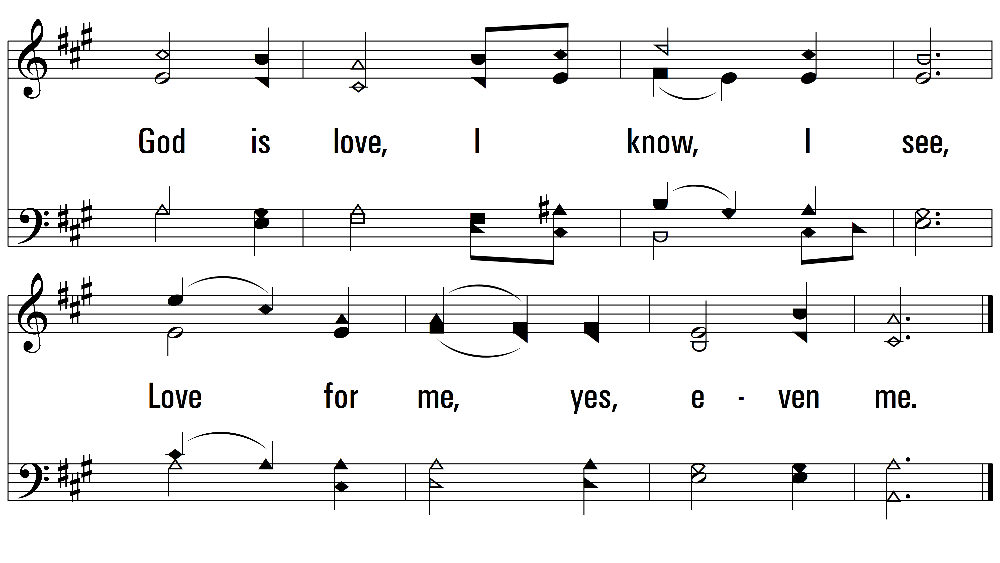 God is love, I know, I see,
Love for me, yes, e - ven me.